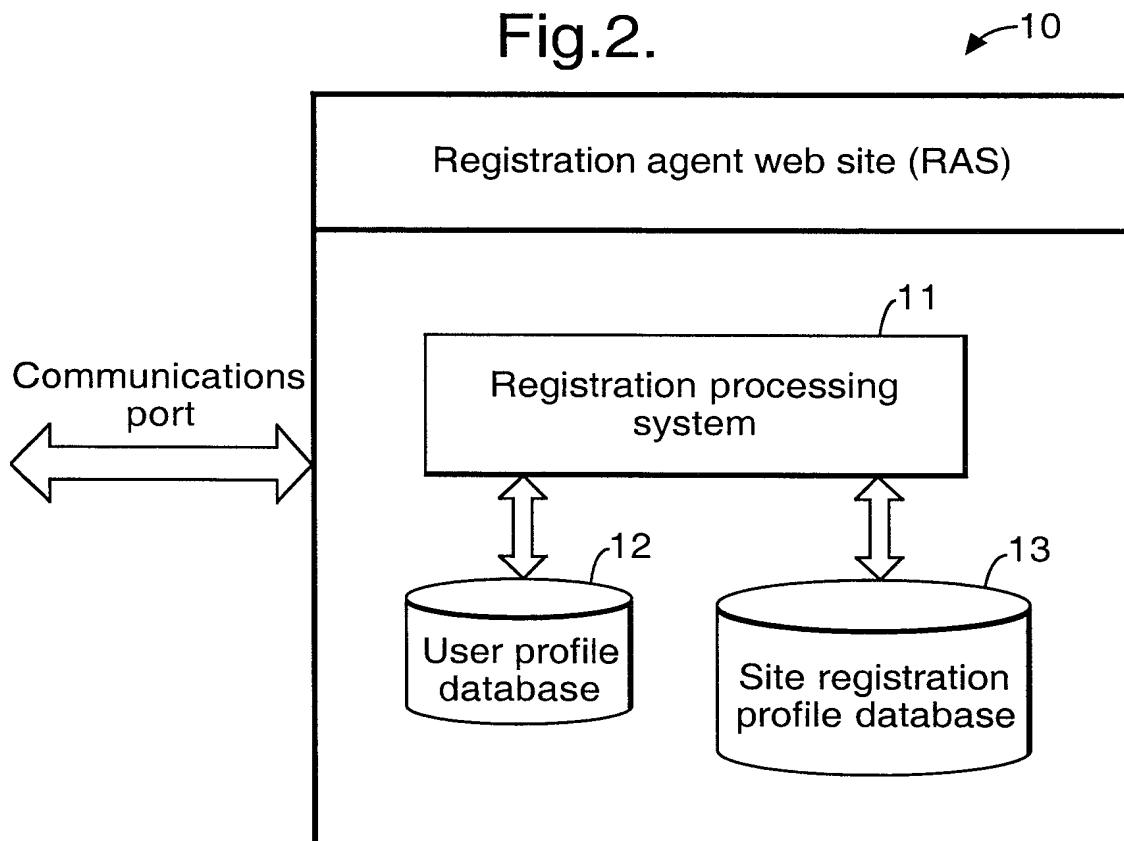 Fig.2.
10
Registration agent web site (RAS)
11
Communications
port
Registration processing
system
12
13
User profile
database
Site registration
profile database